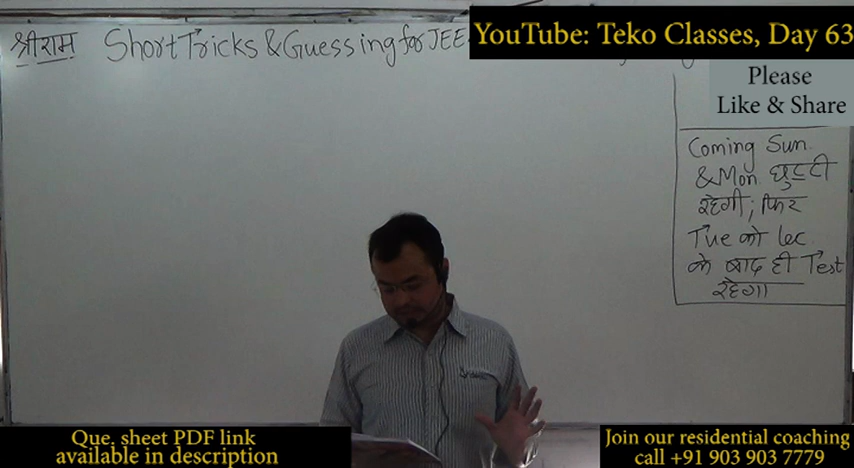 श्रीराम Short Tricks & Guessing for JEE
YouTube: Teko Classes, Day 63
Please
Like & Share
Coming Sun.
& Mon. छुट्टी
रहेगी; फिर
Tue को lec.
के बाद ही Test
रहेगा
Que. sheet PDF link
available in description
Join our residential coaching
call +91 903 903 7779